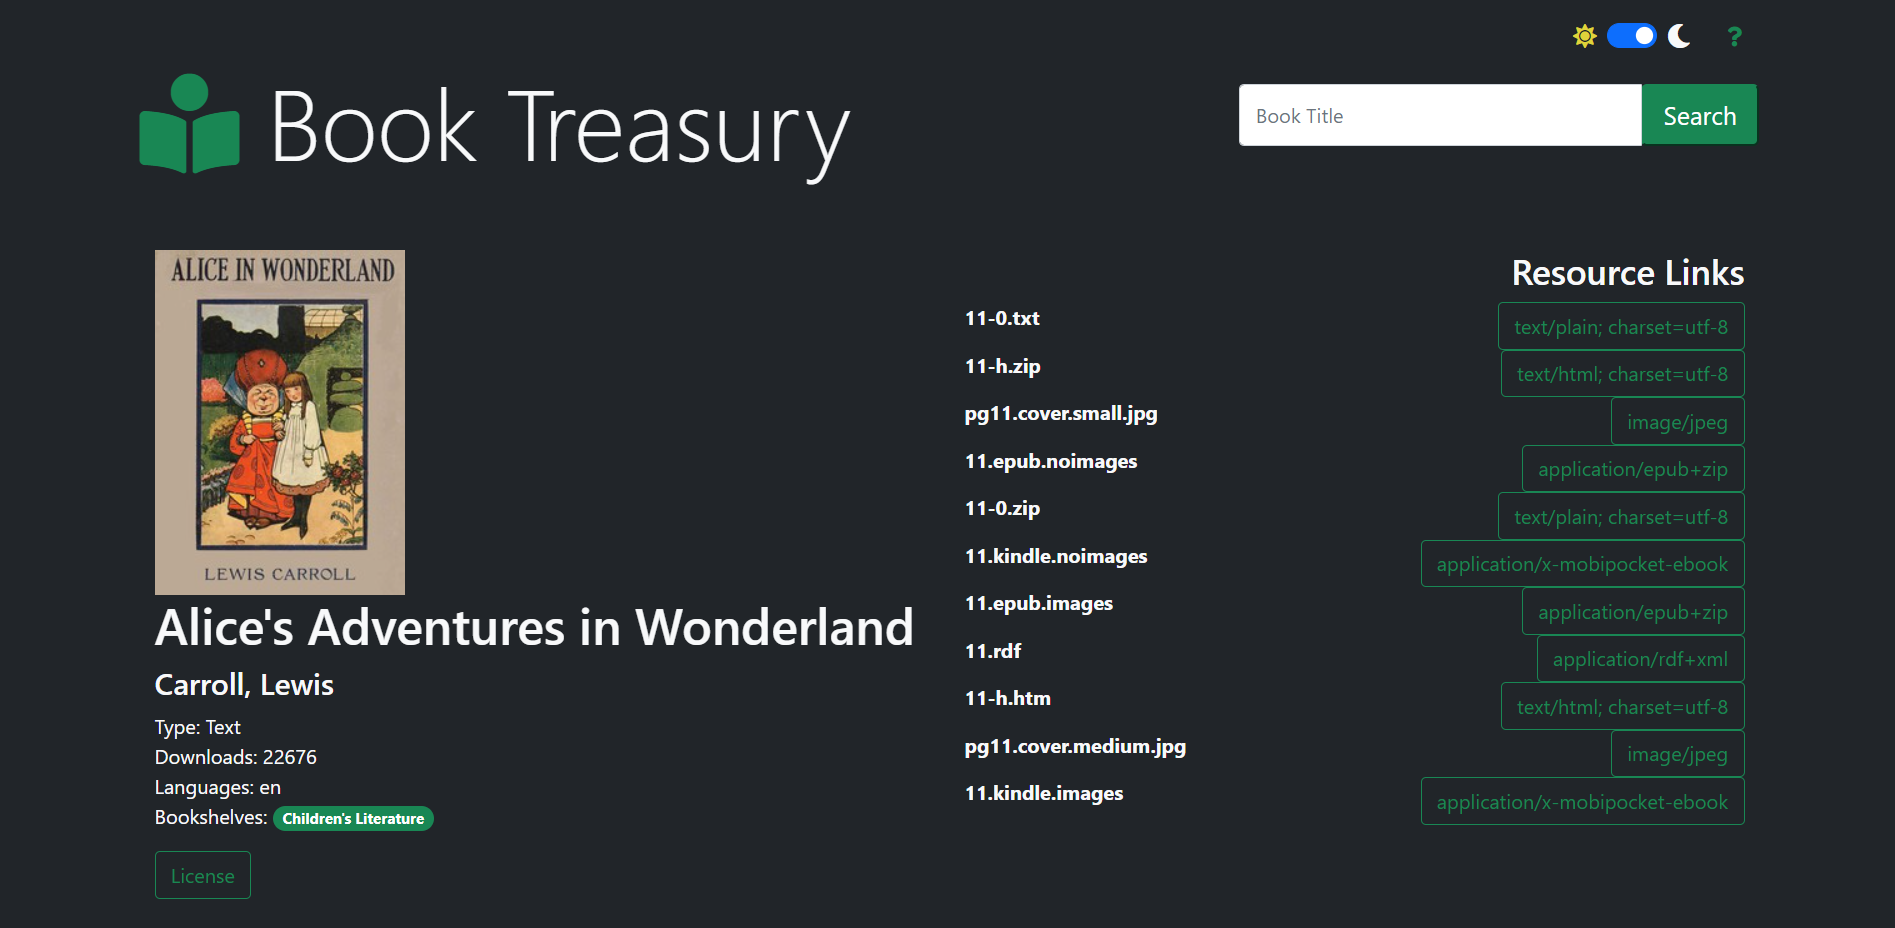 ?
Book Treasury
Book Title
Search
ALICE IN WONDERLAND
LEWIS CARROLL
Alice's Adventures in Wonderland
Carroll, Lewis
Type: Text
Downloads: 22676
Languages: en
Bookshelves: Children's Literature
License
Resource Links
11-0.txt text/plain; charset=utf-8
11-h.zip text/html; charset=utf-8
pg11.cover.small.jpg image/jpeg
11.epub.noimages application/epub+zip
11-0.zip text/plain; charset=utf-8
11.kindle.noimages application/x-mobipocket-ebook
11.epub.images application/epub+zip
11.rdf application/rdf+xml
11-h.htm text/html; charset=utf-8
pg11.cover.medium.jpg image/jpeg
11.kindle.images application/x-mobipocket-ebook